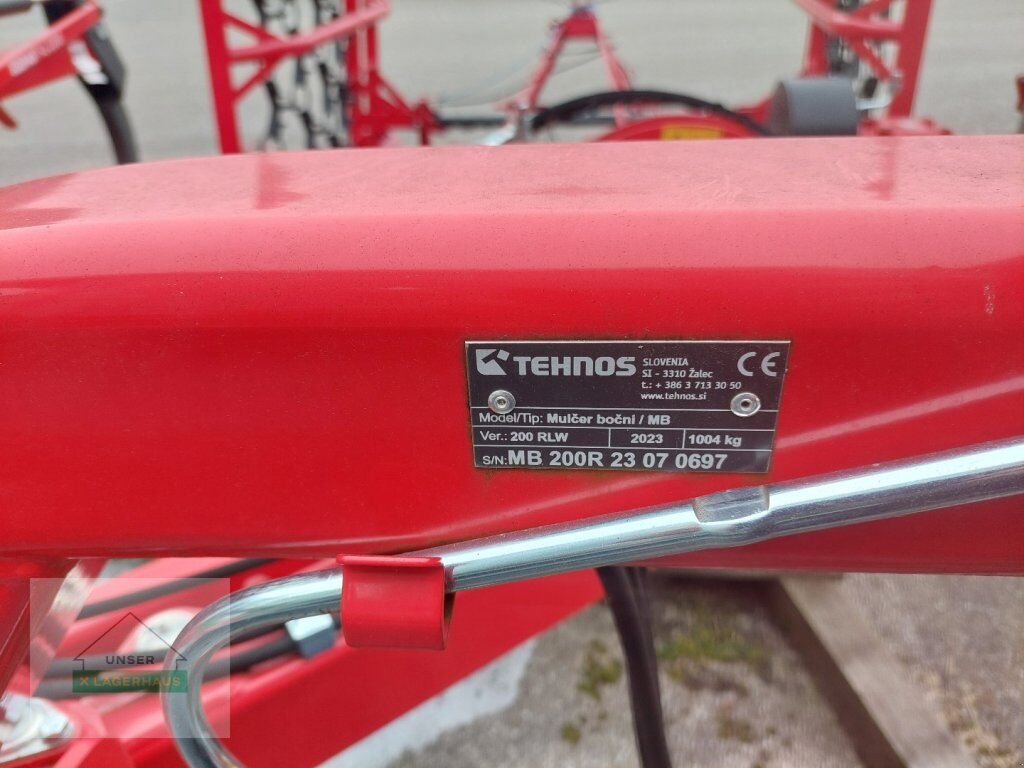 TEHNOS
SLOVENIA
SI - 3310 Žalec
t.: + 386 3 713 30 50
www.tehnos.si
CE
Model/Tip: Mulčer bočni / MB
Ver.: 200 RLW 2023 1004 kg
S/N: MB 200R 23 07 0697
UNSER
X LAGERHAUS